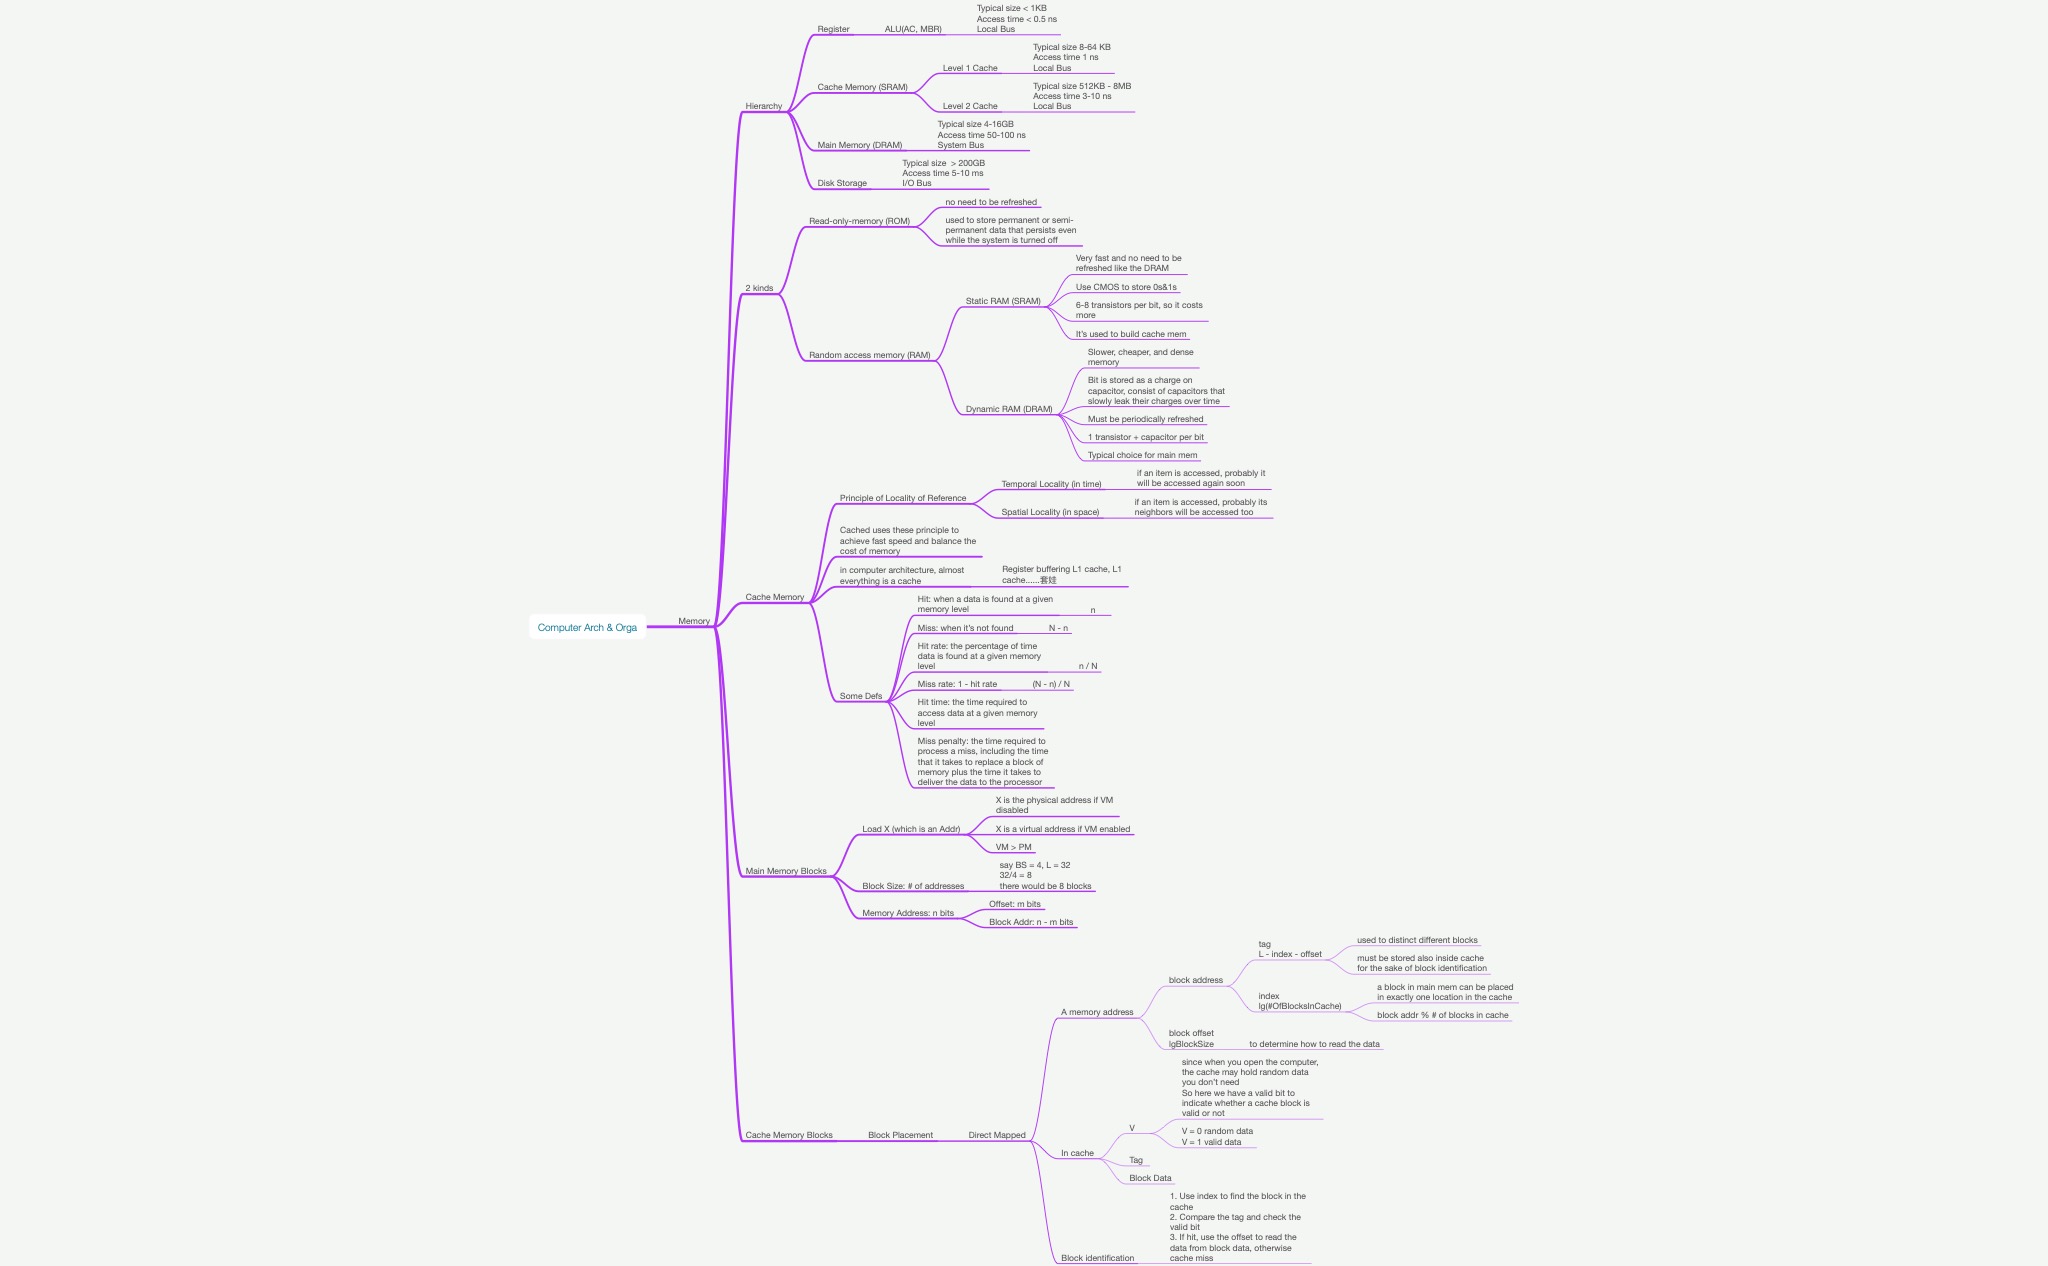 Computer Arch & Orga
Memory
Hierarchy
Register
ALU(AC, MBR)
Typical size < 1KB
Access time < 0.5 ns
Local Bus
Cache Memory (SRAM)
Level 1 Cache
Typical size 8-64 KB
Access time 1 ns
Local Bus
Level 2 Cache
Typical size 512KB - 8MB
Access time 3-10 ns
Local Bus
Main Memory (DRAM)
Typical size 4-16GB
Access time 50-100 ns
System Bus
Disk Storage
Typical size  > 200GB
Access time 5-10 ms
I/O Bus
2 kinds
Read-only-memory (ROM)
no need to be refreshed
used to store permanent or semi-
permanent data that persists even
while the system is turned off
Random access memory (RAM)
Static RAM (SRAM)
Very fast and no need to be
refreshed like the DRAM
Use CMOS to store 0s&1s
6-8 transistors per bit, so it costs
more
It's used to build cache mem
Dynamic RAM (DRAM)
Slower, cheaper, and dense
memory
Bit is stored as a charge on
capacitor, consist of capacitors that
slowly leak their charges over time
Must be periodically refreshed
1 transistor + capacitor per bit
Typical choice for main mem
Cache Memory
Principle of Locality of Reference
Temporal Locality (in time)
if an item is accessed, probably it
will be accessed again soon
Spatial Locality (in space)
if an item is accessed, probably its
neighbors will be accessed too
Cached uses these principle to
achieve fast speed and balance the
cost of memory
in computer architecture, almost
everything is a cache
Register buffering L1 cache, L1
cache......套娃
Some Defs
Hit: when a data is found at a given
memory level
n
Miss: when it's not found
N - n
Hit rate: the percentage of time
data is found at a given memory
level
n / N
Miss rate: 1 - hit rate
(N - n) / N
Hit time: the time required to
access data at a given memory
level
Miss penalty: the time required to
process a miss, including the time
that it takes to replace a block of
memory plus the time it takes to
deliver the data to the processor
Main Memory Blocks
Load X (which is an Addr)
X is the physical address if VM
disabled
X is a virtual address if VM enabled
VM > PM
Block Size: # of addresses
say BS = 4, L = 32
32/4 = 8
there would be 8 blocks
Memory Address: n bits
Offset: m bits
Block Addr: n - m bits
Cache Memory Blocks
Block Placement
Direct Mapped
A memory address
block address
tag
L - index - offset
used to distinct different blocks
must be stored also inside cache
for the sake of block identification
index
lg(#OfBlocksInCache)
a block in main mem can be placed
in exactly one location in the cache
block addr % # of blocks in cache
block offset
lgBlockSize
to determine how to read the data
In cache
V
since when you open the computer,
the cache may hold random data
you don't need
So here we have a valid bit to
indicate whether a cache block is
valid or not
V = 0 random data
V = 1 valid data
Tag
Block Data
Block identification
1. Use index to find the block in the
cache
2. Compare the tag and check the
valid bit
3. If hit, use the offset to read the
data from block data, otherwise
cache miss